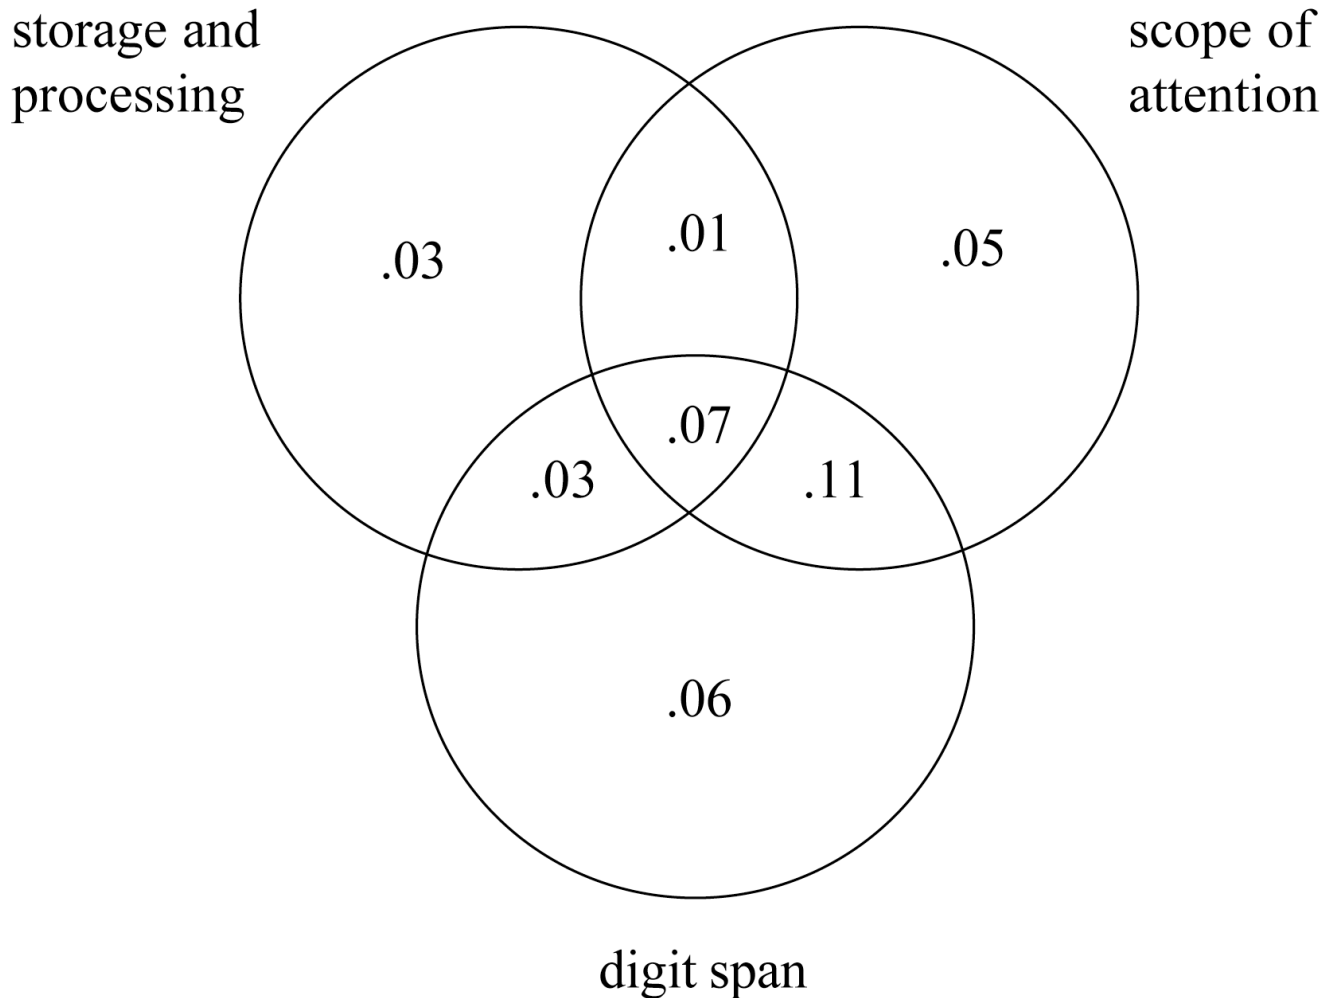 storage and
processing
scope of
attention
.03
.01
.05
.07
.03
.11
.06
digit span